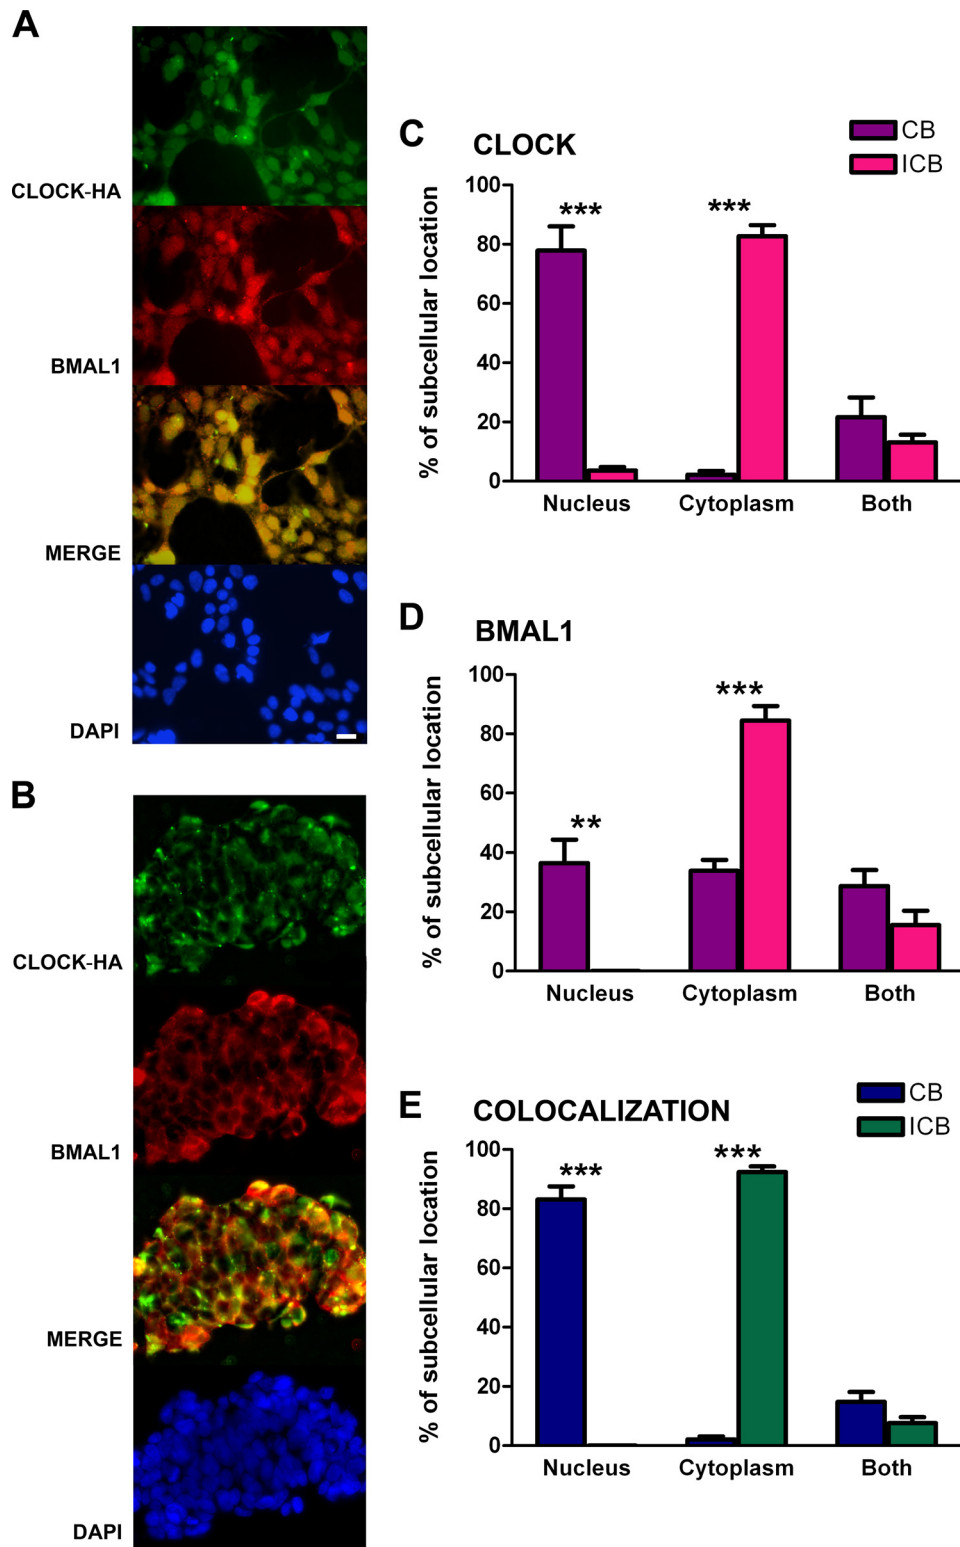 A
CLOCK-HA
BMAL1
MERGE
DAPI
B
CLOCK-HA
BMAL1
MERGE
DAPI
C
CLOCK
CB
ICB
% of subcellular location
100
80
60
40
20
0
***
***
Nucleus
Cytoplasm
Both
D
BMAL1
% of subcellular location
100
80
60
40
20
0
**
***
Nucleus
Cytoplasm
Both
E
COLOCALIZATION
CB
ICB
% of subcellular location
100
80
60
40
20
0
***
***
Nucleus
Cytoplasm
Both